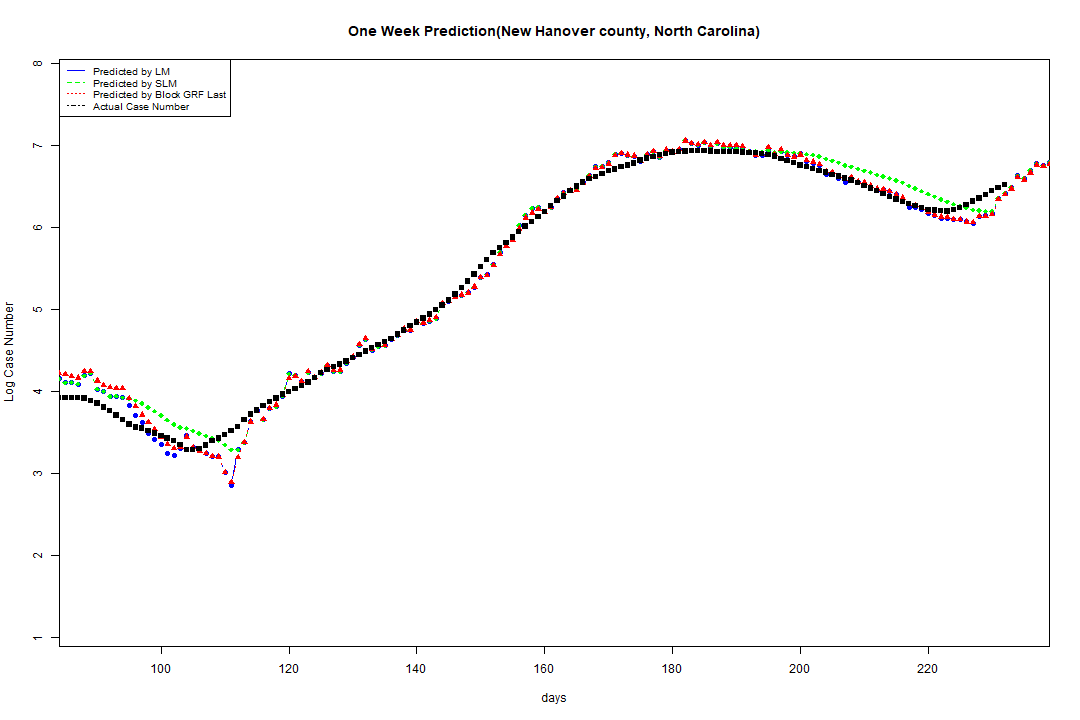 One Week Prediction(New Hanover county, North Carolina)
Predicted by LM
Predicted by SLM
Predicted by Block GRF Last
Actual Case Number
Log Case Number
8
7
6
5
4
3
2
1
100 120 140 160 180 200 220
days